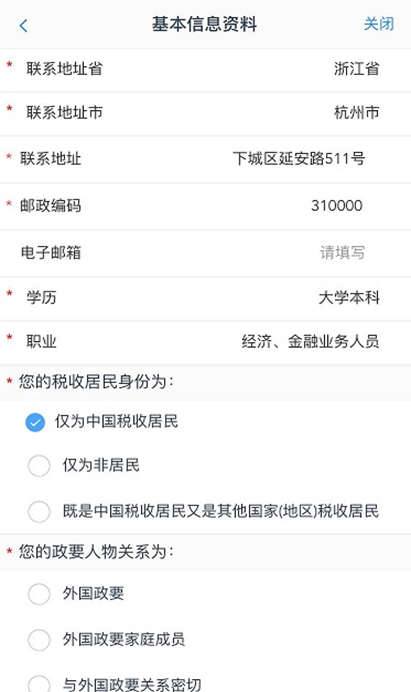 基本信息资料
关闭
* 联系地址省 浙江省
* 联系地址市 杭州市
* 联系地址 下城区延安路511号
* 邮政编码 310000
电子邮箱 请填写
* 学历 大学本科
* 职业 经济、金融业务人员
* 您的税收居民身份为:
仅为中国税收居民
仅为非居民
既是中国税收居民又是其他国家(地区)税收居民
* 您的政要人物关系为:
外国政要
外国政要家庭成员
与外国政要关系密切